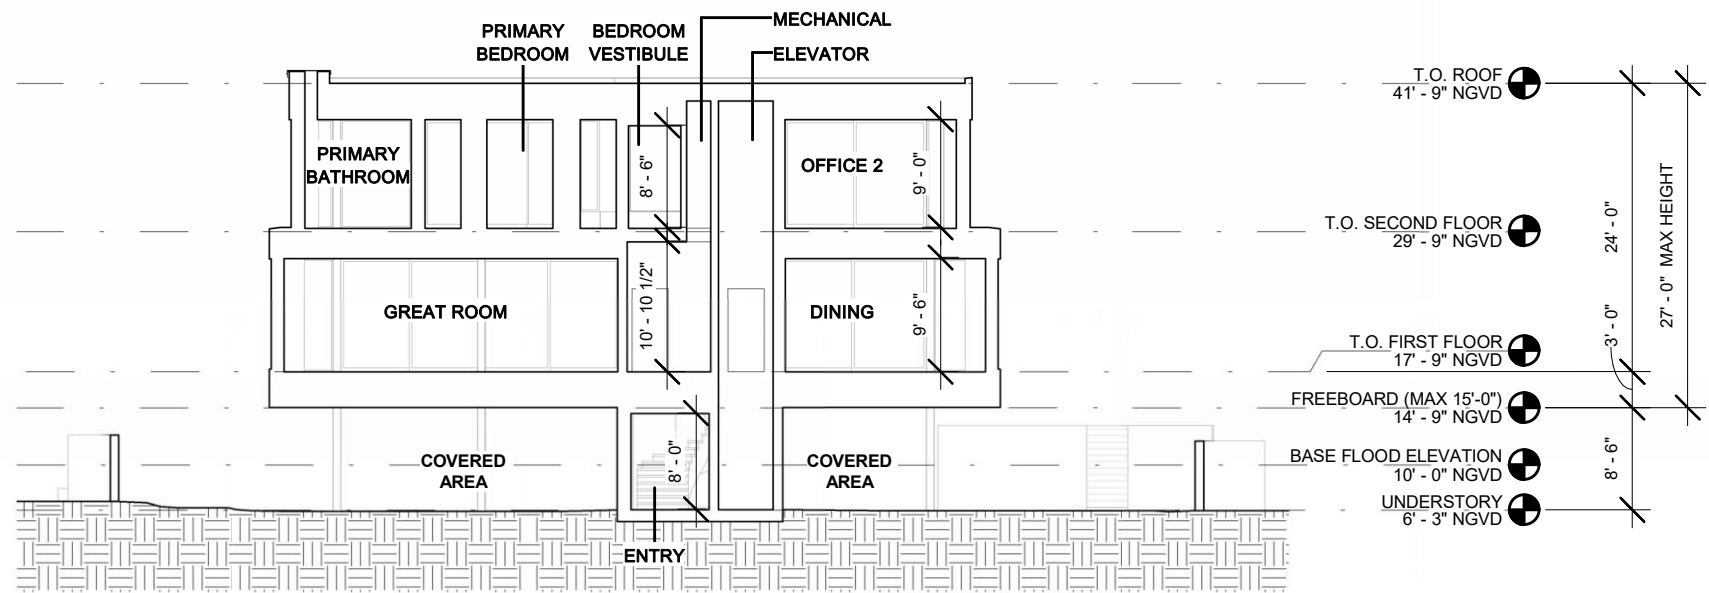 MECHANICAL
PRIMARY
BEDROOM
BEDROOM
VESTIBULE
ELEVATOR
T.O. ROOF
41' - 9" NGVD
PRIMARY
BATHROOM
8' - 6"
OFFICE 2
9' - 0"
T.O. SECOND FLOOR
29' - 9" NGVD
24' - 0"
27' - 0" MAX HEIGHT
GREAT ROOM
10' - 10 1/2"
DINING
9' - 6"
T.O. FIRST FLOOR
17' - 9" NGVD
3' - 0"
FREEBOARD (MAX 15'-0")
14' - 9" NGVD
COVERED
AREA
8' - 0"
COVERED
AREA
BASE FLOOD ELEVATION
10' - 0" NGVD
8' - 6"
UNDERSTORY
6' - 3" NGVD
ENTRY